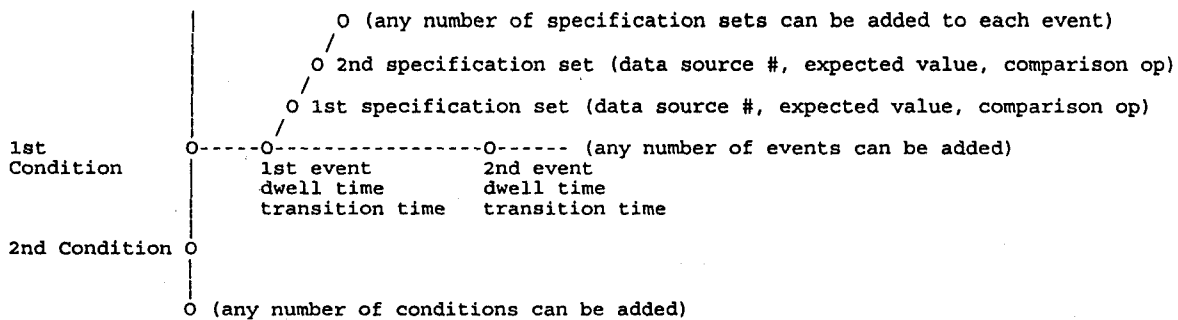 O (any number of specification sets can be added to each event)
O 2nd specification set (data source #, expected value, comparison op)
O 1st specification set (data source #, expected value, comparison op)
1st O-----O-----------------O------ (any number of events can be added)
Condition 1st event 2nd event
dwell time dwell time
transition time transition time
2nd Condition O
O (any number of conditions can be added)